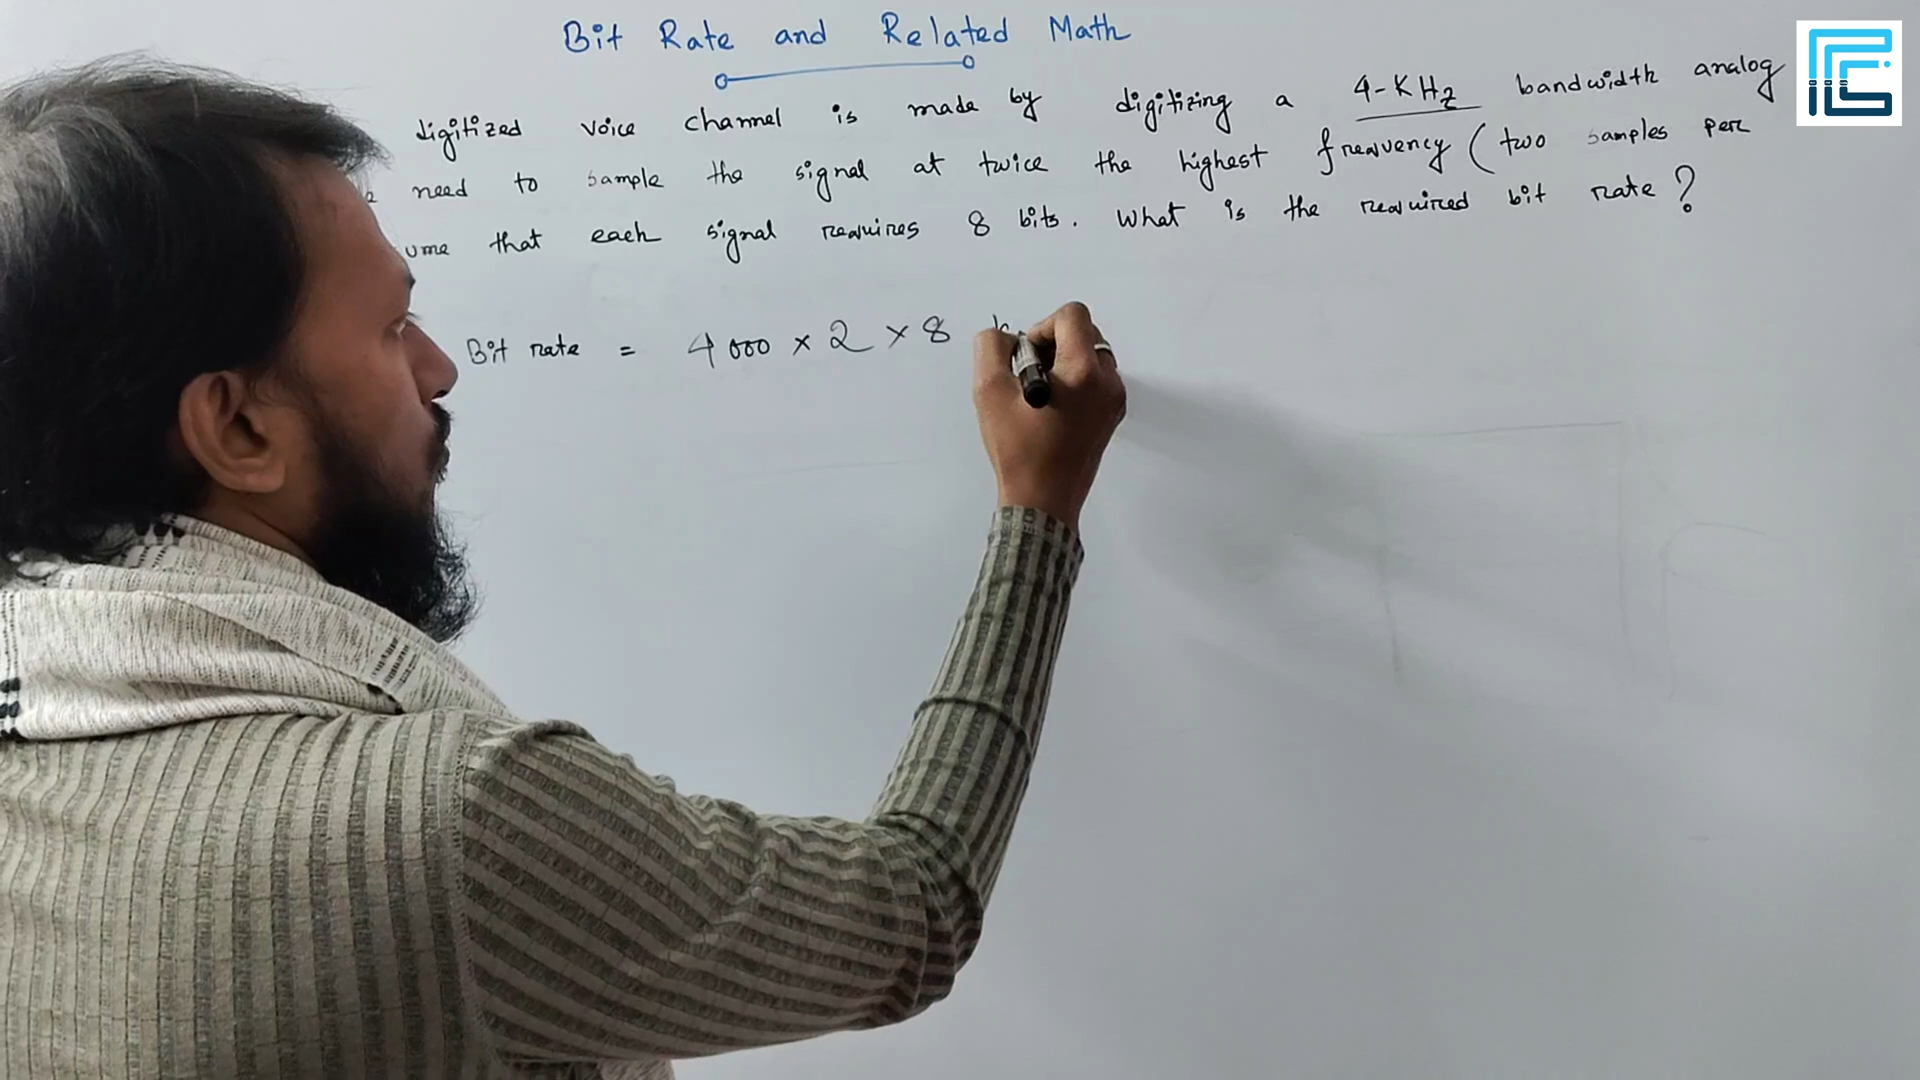 Bit Rate and Related Math
digitized voice channel is made by digitizing a 4-KHz bandwidth analog
need to sample the signal at twice the highest frequency (two samples per
ume that each signal requires 8 bits. What is the required bit rate?
Bit rate = 4000 × 2 × 8